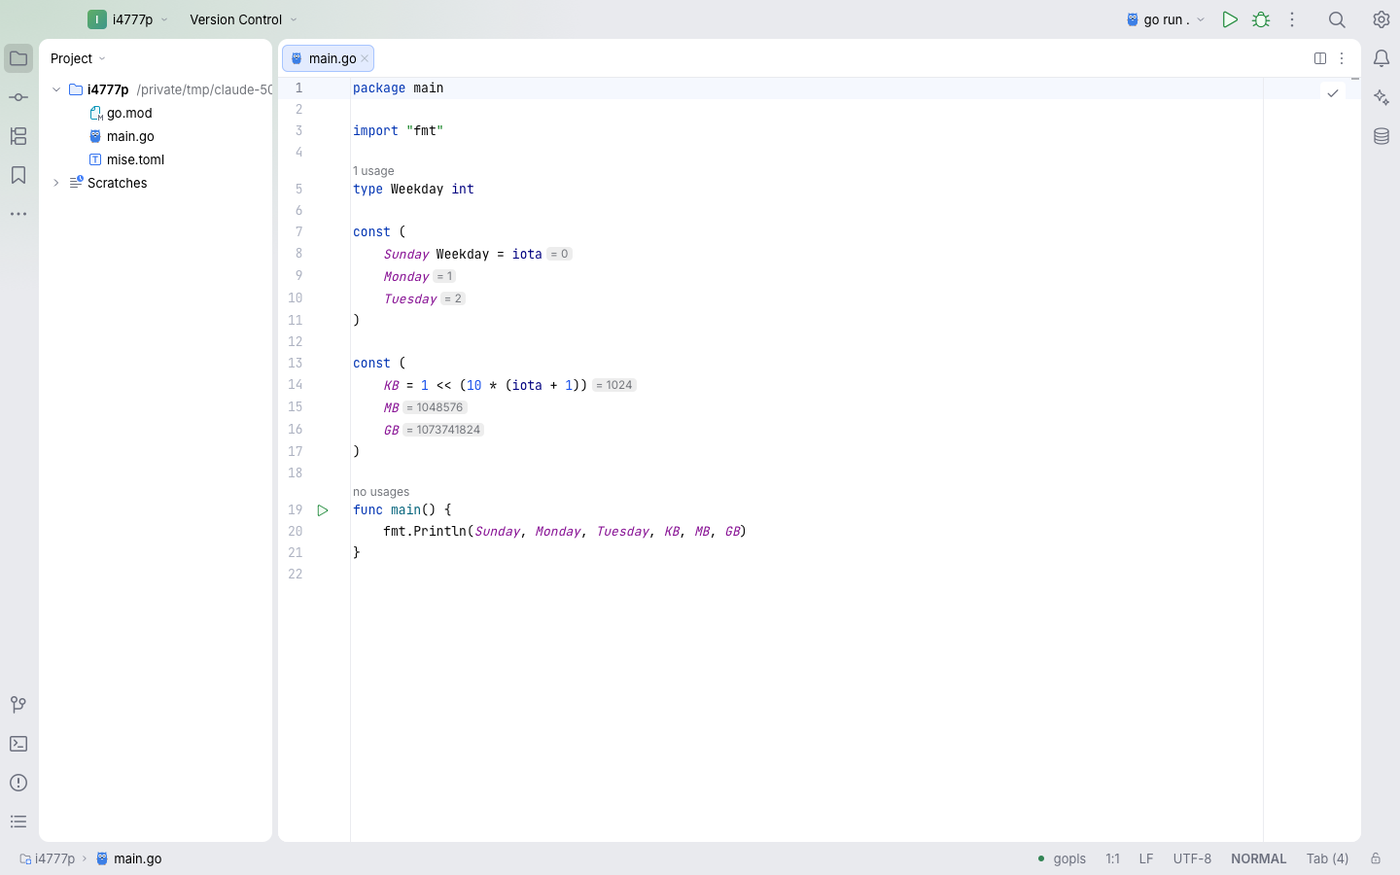 I i4777p Version Control go run .
Project
main.go
i4777p /private/tmp/claude-50
go.mod
main.go
mise.toml
Scratches
1 package main
2
3 import "fmt"
4
1 usage
5 type Weekday int
6
7 const (
8 Sunday Weekday = iota = 0
9 Monday = 1
10 Tuesday = 2
11 )
12
13 const (
14 KB = 1 << (10 * (iota + 1)) = 1024
15 MB = 1048576
16 GB = 1073741824
17 )
18
no usages
19 func main() {
20 fmt.Println(Sunday, Monday, Tuesday, KB, MB, GB)
21 }
22
i4777p › main.go gopls 1:1 LF UTF-8 NORMAL Tab (4)